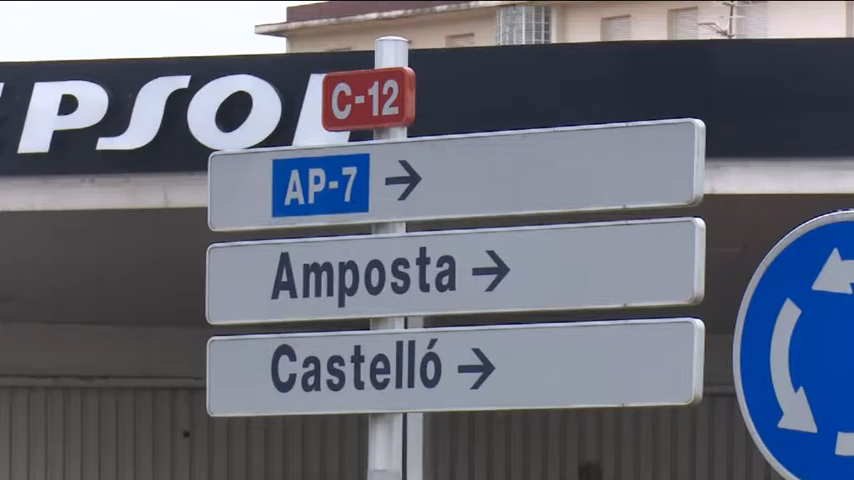 EPSOL
C-12
AP-7 →
Amposta →
Castelló →